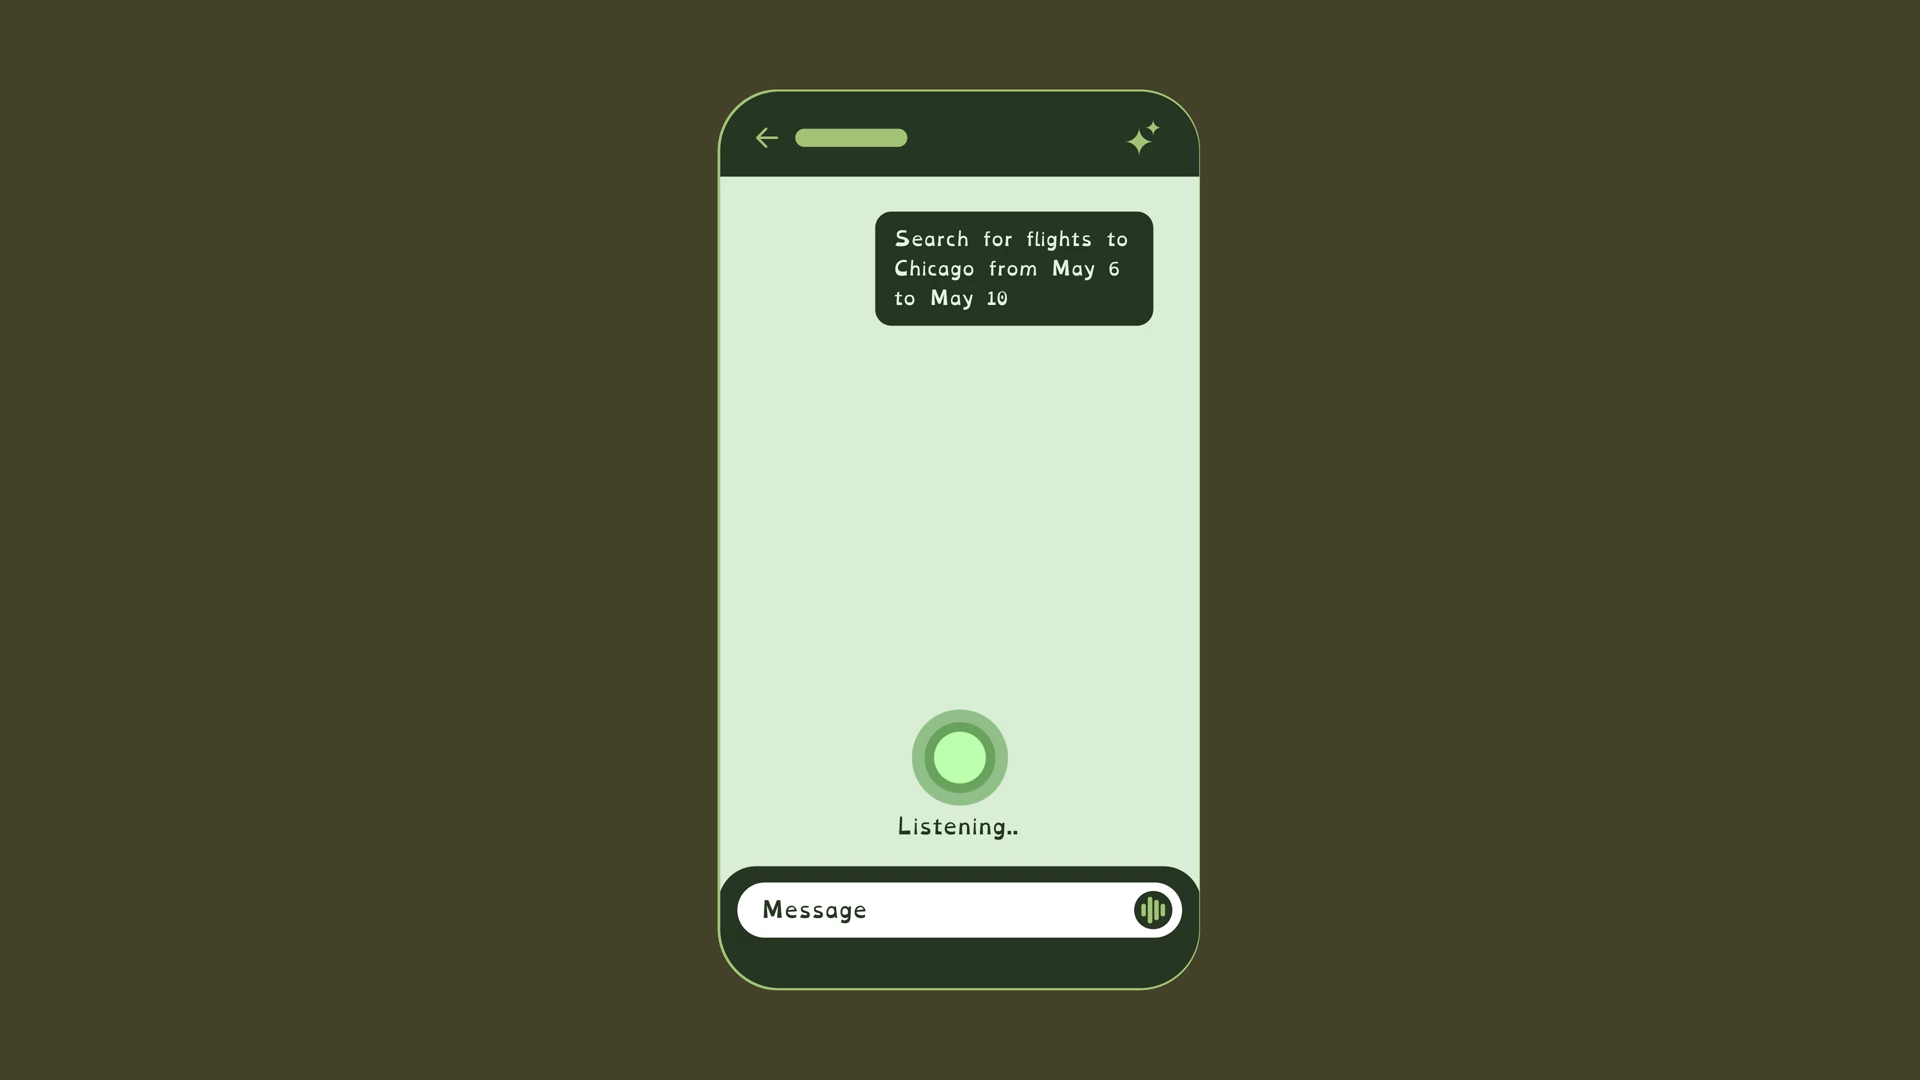 Search for flights to
Chicago from May 6
to May 10
Listening..
Message